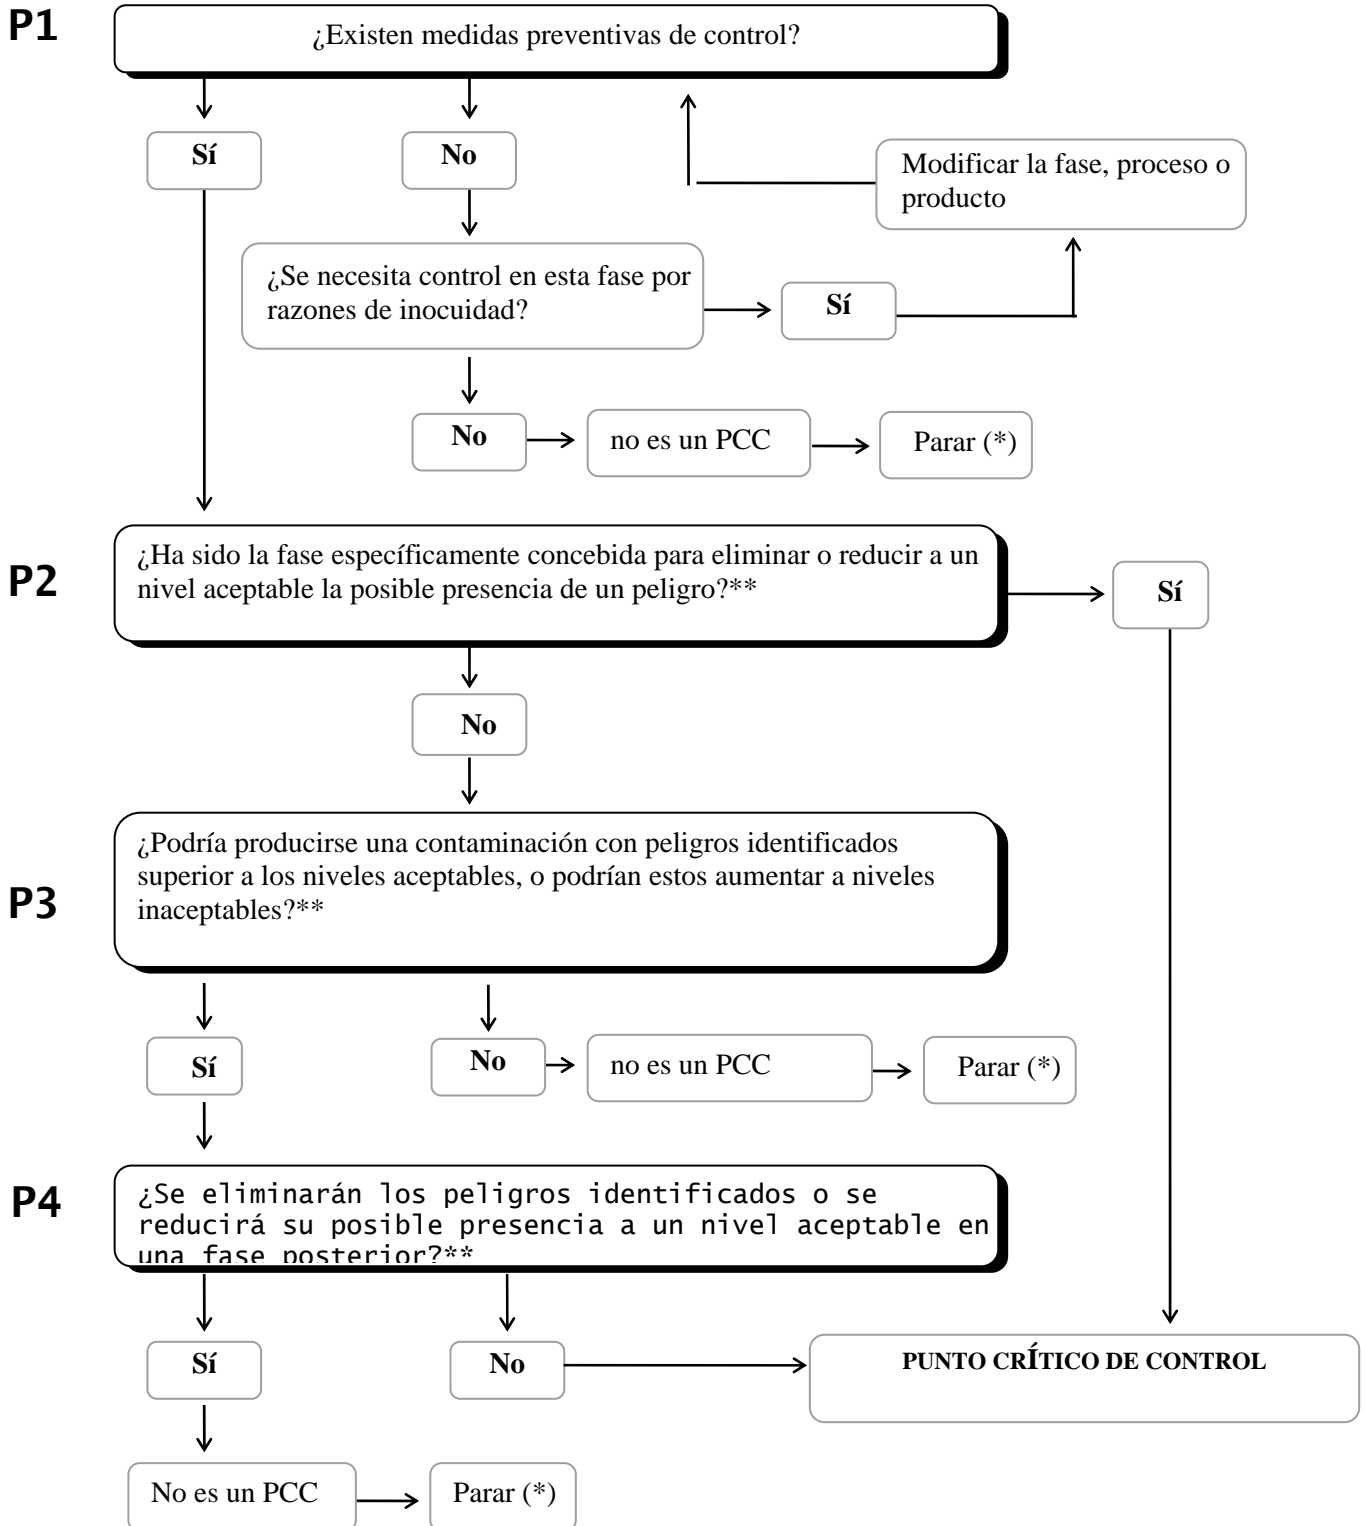 P1
¿Existen medidas preventivas de control?
Sí
No
Modificar la fase, proceso o
producto
¿Se necesita control en esta fase por
razones de inocuidad?
Sí
No
no es un PCC
Parar (*)
P2
¿Ha sido la fase específicamente concebida para eliminar o reducir a un
nivel aceptable la posible presencia de un peligro?**
Sí
No
P3
¿Podría producirse una contaminación con peligros identificados
superior a los niveles aceptables, o podrían estos aumentar a niveles
inaceptables?**
Sí
No
no es un PCC
Parar (*)
P4
¿Se eliminarán los peligros identificados o se
reducirá su posible presencia a un nivel aceptable en
una fase posterior?**
Sí
No
PUNTO CRÍTICO DE CONTROL
No es un PCC
Parar (*)